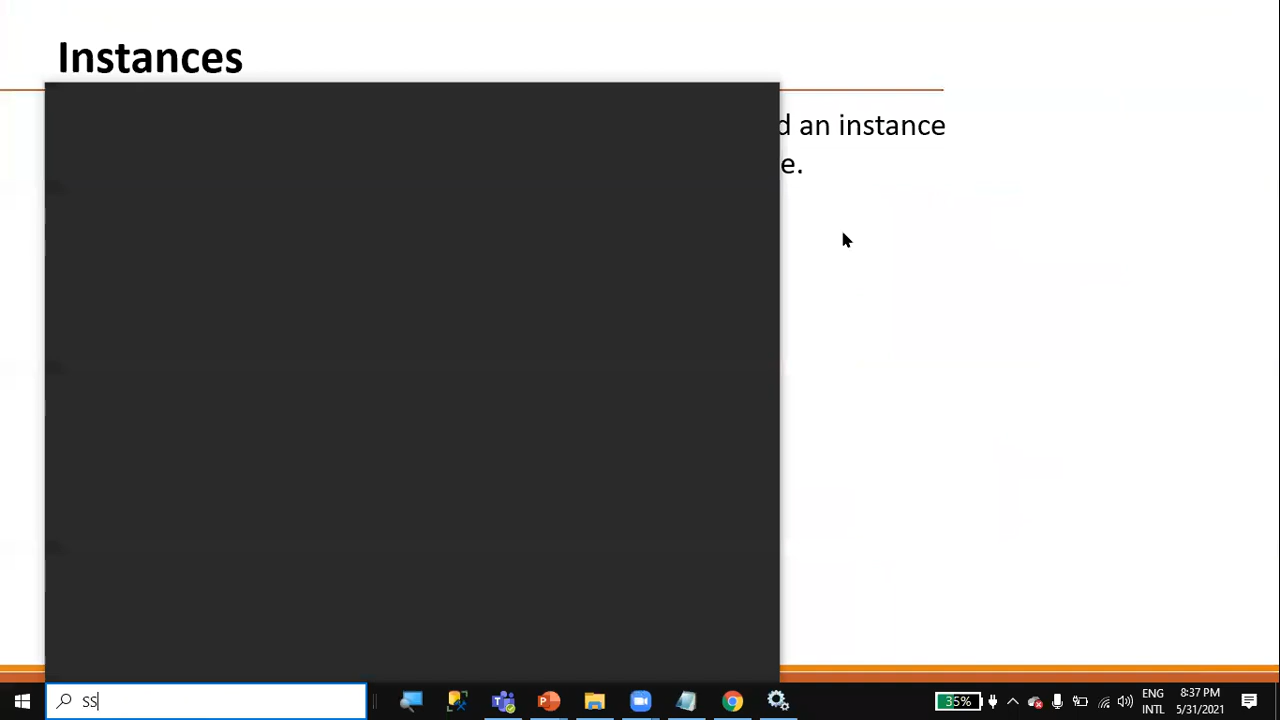 Instances
d an instance
e.
SS
35%
ENG
INTL
8:37 PM
5/31/2021